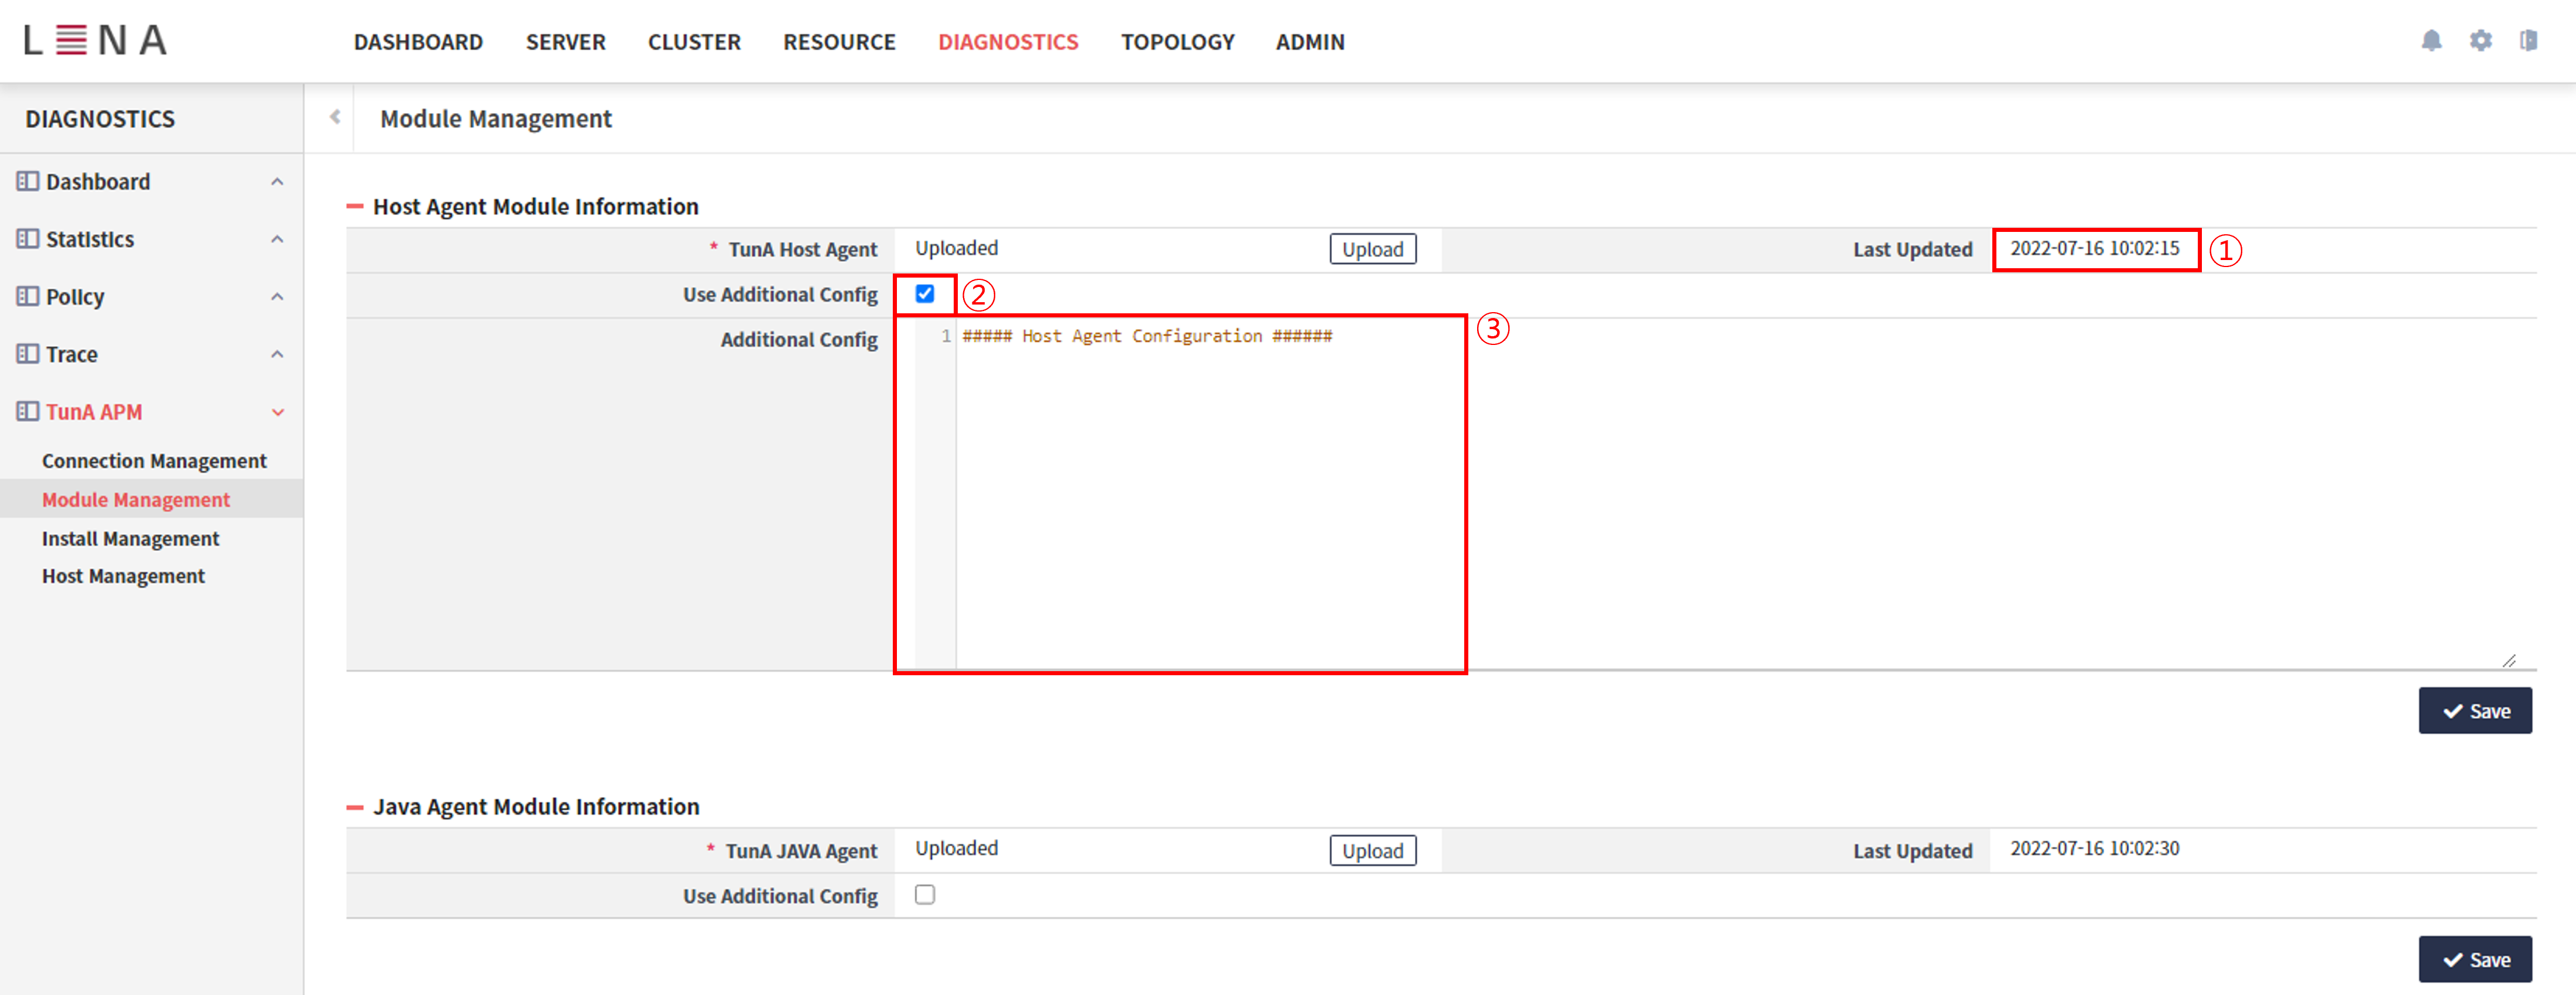 LENA
DASHBOARD SERVER CLUSTER RESOURCE DIAGNOSTICS TOPOLOGY ADMIN
DIAGNOSTICS
Module Management
Dashboard
Statistics
Policy
Trace
TunA APM
Connection Management
Module Management
Install Management
Host Management
Host Agent Module Information
* TunA Host Agent Uploaded Upload Last Updated 2022-07-16 10:02:15 ①
Use Additional Config ②
Additional Config 1 ##### Host Agent Configuration ###### ③
Save
Java Agent Module Information
* TunA JAVA Agent Uploaded Upload Last Updated 2022-07-16 10:02:30
Use Additional Config
Save